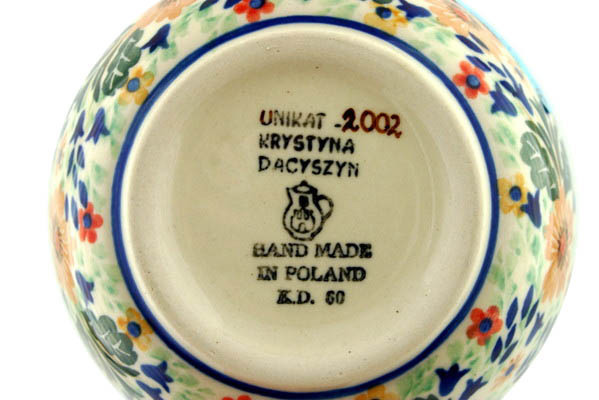 UNIKAT -2002
KRYSTYNA
DACYSZYN
HAND MADE
IN POLAND
K.D. 60